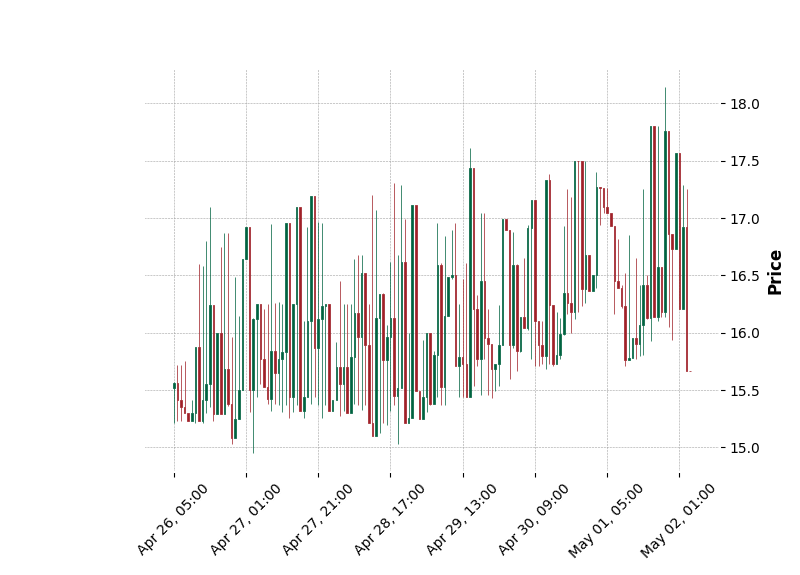 18.0
17.5
17.0
16.5
16.0
15.5
15.0
Price
Apr 26, 05:00
Apr 27, 01:00
Apr 27, 21:00
Apr 28, 17:00
Apr 29, 13:00
Apr 30, 09:00
May 01, 05:00
May 02, 01:00